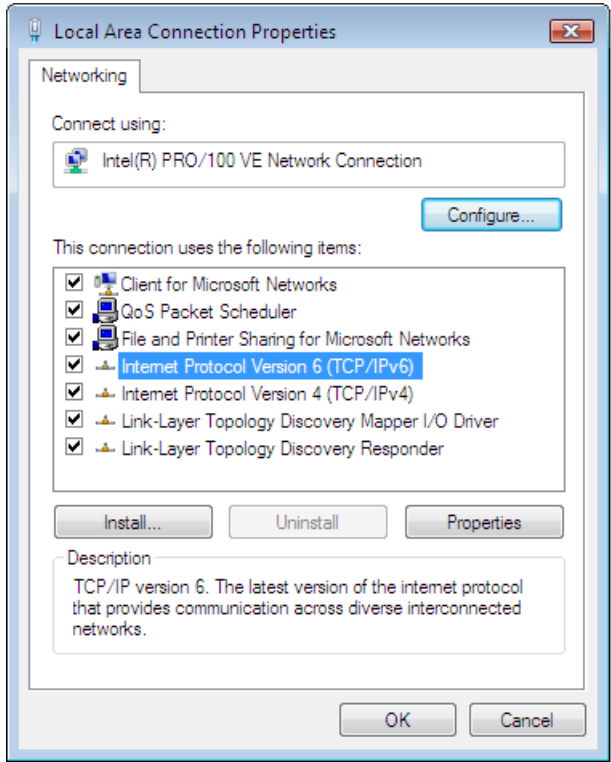 Local Area Connection Properties
Networking
Connect using:
Intel(R) PRO/100 VE Network Connection
Configure...
This connection uses the following items:
Client for Microsoft Networks
QoS Packet Scheduler
File and Printer Sharing for Microsoft Networks
Internet Protocol Version 6 (TCP/IPv6)
Internet Protocol Version 4 (TCP/IPv4)
Link-Layer Topology Discovery Mapper I/O Driver
Link-Layer Topology Discovery Responder
Install... Uninstall Properties
Description
TCP/IP version 6. The latest version of the internet protocol
that provides communication across diverse interconnected
networks.
OK Cancel